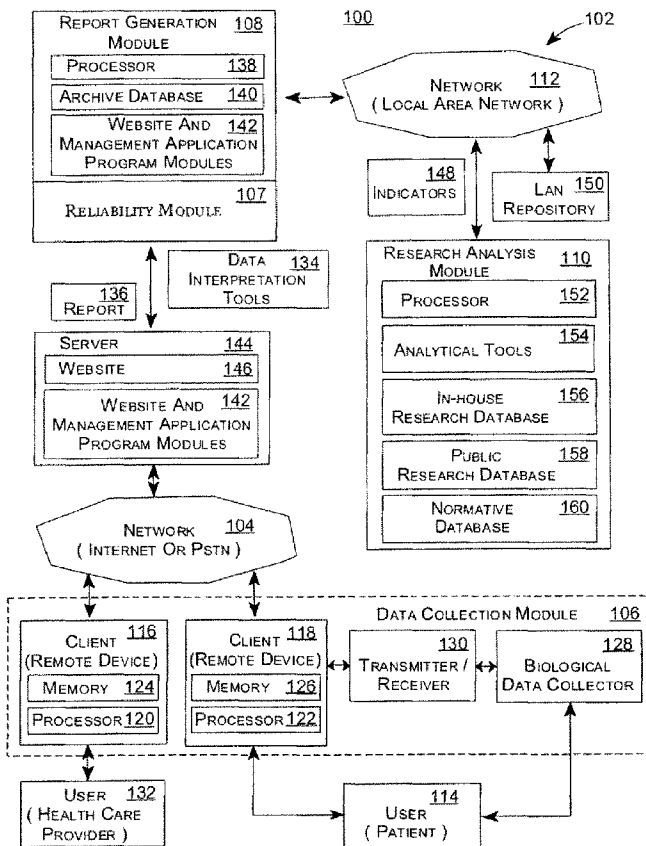 REPORT GENERATION 108
MODULE
PROCESSOR 138
ARCHIVE DATABASE 140
WEBSITE AND 142
MANAGEMENT APPLICATION
PROGRAM MODULES
107
RELIABILITY MODULE
100
102
NETWORK 112
( LOCAL AREA NETWORK )
148
INDICATORS
LAN 150
REPOSITORY
136
REPORT
DATA 134
INTERPRETATION
TOOLS
RESEARCH ANALYSIS
MODULE 110
PROCESSOR 152
ANALYTICAL TOOLS 154
IN-HOUSE 156
RESEARCH DATABASE
PUBLIC 158
RESEARCH DATABASE
NORMATIVE 160
DATABASE
SERVER 144
WEBSITE 146
WEBSITE AND 142
MANAGEMENT APPLICATION
PROGRAM MODULES
NETWORK 104
( INTERNET OR PSTN )
DATA COLLECTION MODULE 106
CLIENT 116
(REMOTE DEVICE)
MEMORY 124
PROCESSOR 120
CLIENT 118
(REMOTE DEVICE)
MEMORY 126
PROCESSOR 122
130
TRANSMITTER /
RECEIVER
128
BIOLOGICAL
DATA COLLECTOR
USER 132
( HEALTH CARE
PROVIDER )
USER 114
( PATIENT )